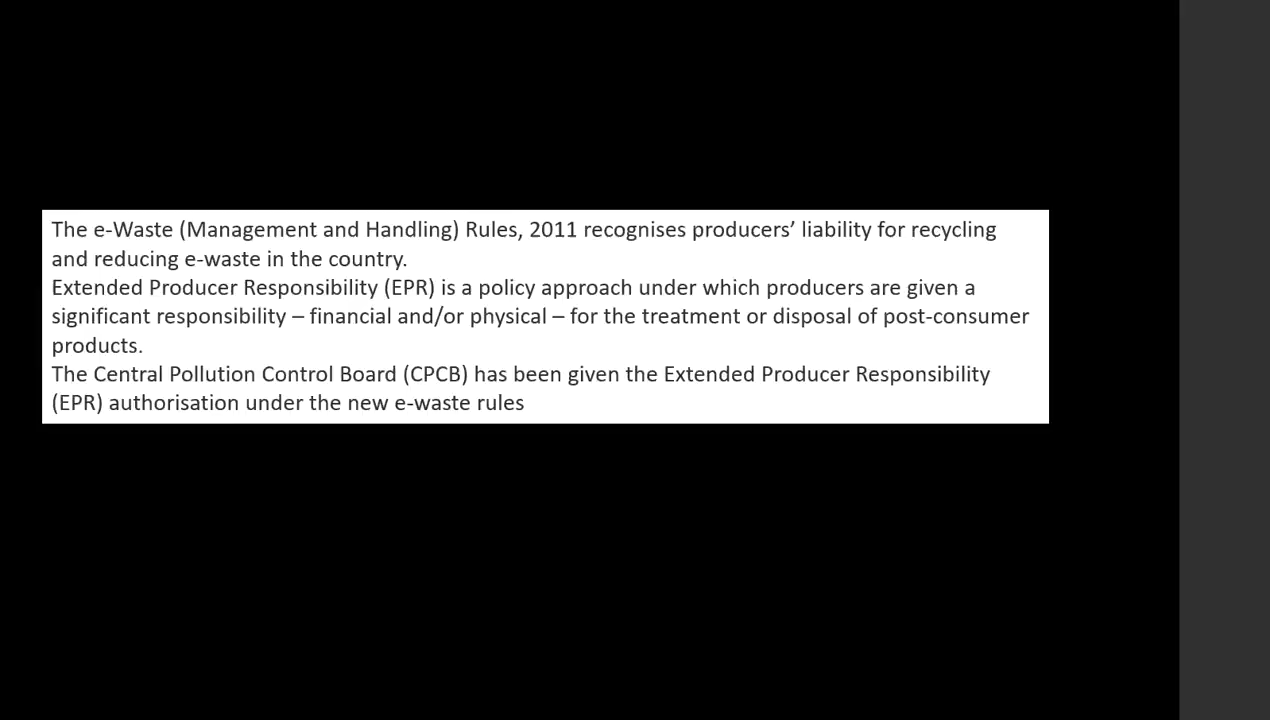 The e-Waste (Management and Handling) Rules, 2011 recognises producers’ liability for recycling
and reducing e-waste in the country.
Extended Producer Responsibility (EPR) is a policy approach under which producers are given a
significant responsibility – financial and/or physical – for the treatment or disposal of post-consumer
products.
The Central Pollution Control Board (CPCB) has been given the Extended Producer Responsibility
(EPR) authorisation under the new e-waste rules